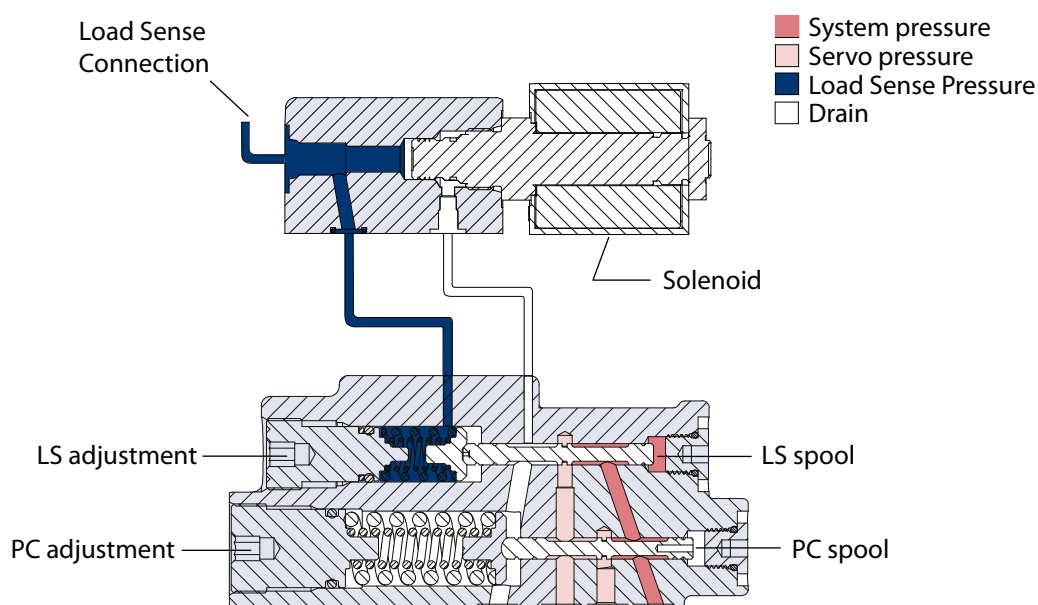 Load Sense
Connection
System pressure
Servo pressure
Load Sense Pressure
Drain
Solenoid
LS adjustment
LS spool
PC adjustment
PC spool